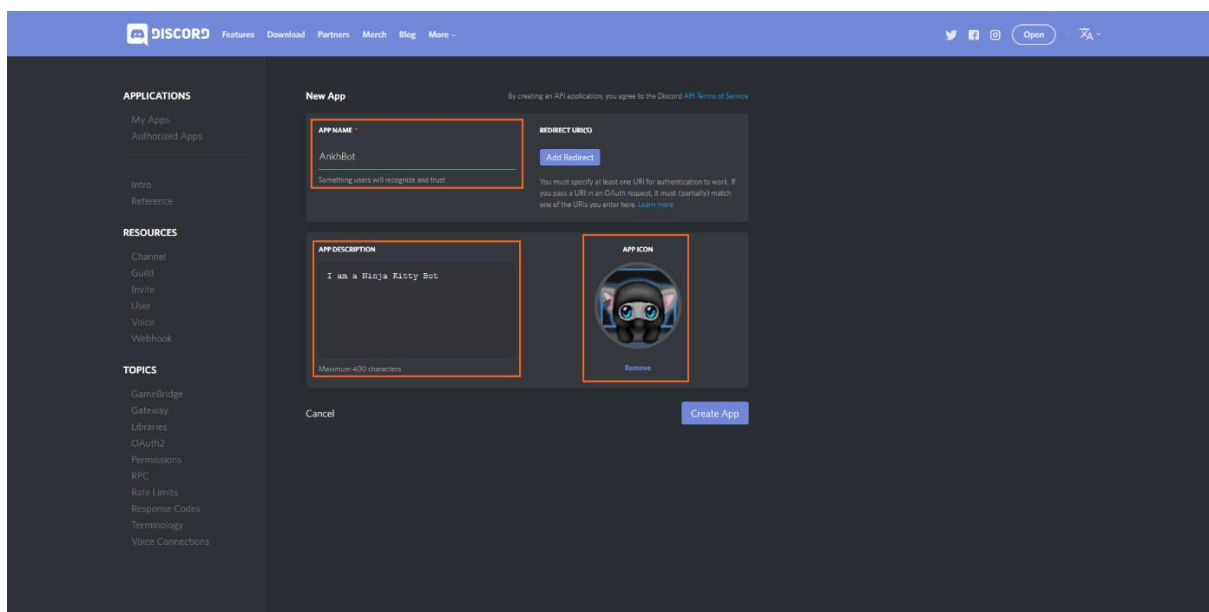 DISCORD Features Download Partners Merch Blog More Open
APPLICATIONS
My Apps
Authorized Apps
Intro
Reference
RESOURCES
Channel
Guild
Invite
User
Voice
Webhook
TOPICS
GameBridge
Gateway
Libraries
OAuth2
Permissions
RPC
Rate Limits
Response Codes
Terminology
Voice Connections
New App
By creating an API application, you agree to the Discord API Terms of Service
APP NAME *
AnkhBot
Something users will recognize and trust
REDIRECT URI(S)
Add Redirect
You must specify at least one URI for authentication to work. If
you pass a URI in an OAuth request, it must (partially) match
one of the URIs you enter here. Learn more
APP DESCRIPTION
I am a Ninja Kitty Bot
Maximum 400 characters
APP ICON
Remove
Cancel
Create App